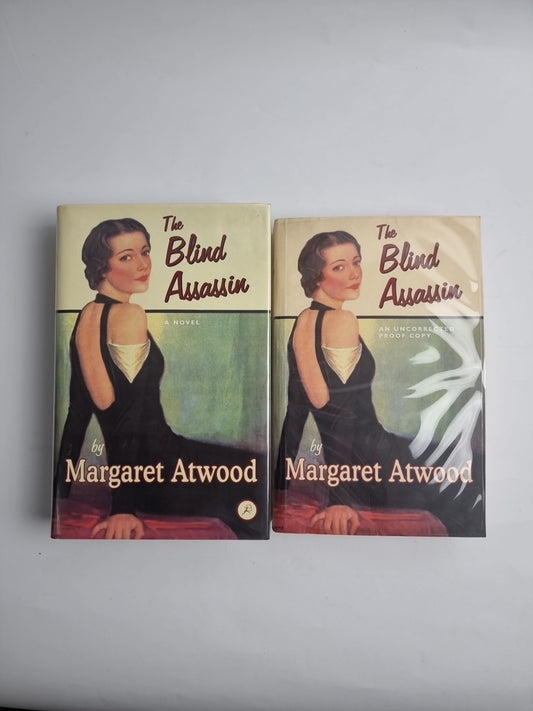 The
Blind
Assassin
A NOVEL
by
Margaret Atwood
The
Blind
Assassin
AN UNCORRECTED
PROOF COPY
by
Margaret Atwood